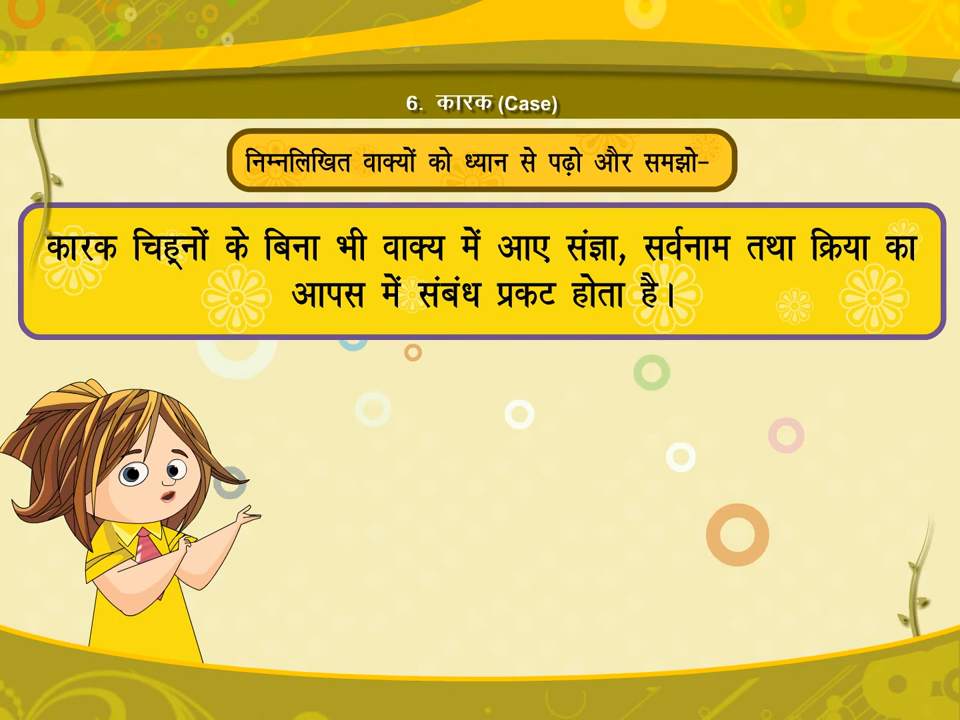 6. कारक (Case)
निम्नलिखित वाक्यों को ध्यान से पढ़ो और समझो-
कारक चिह्‌नों के बिना भी वाक्य में आए संज्ञा, सर्वनाम तथा क्रिया का
आपस में संबंध प्रकट होता है।